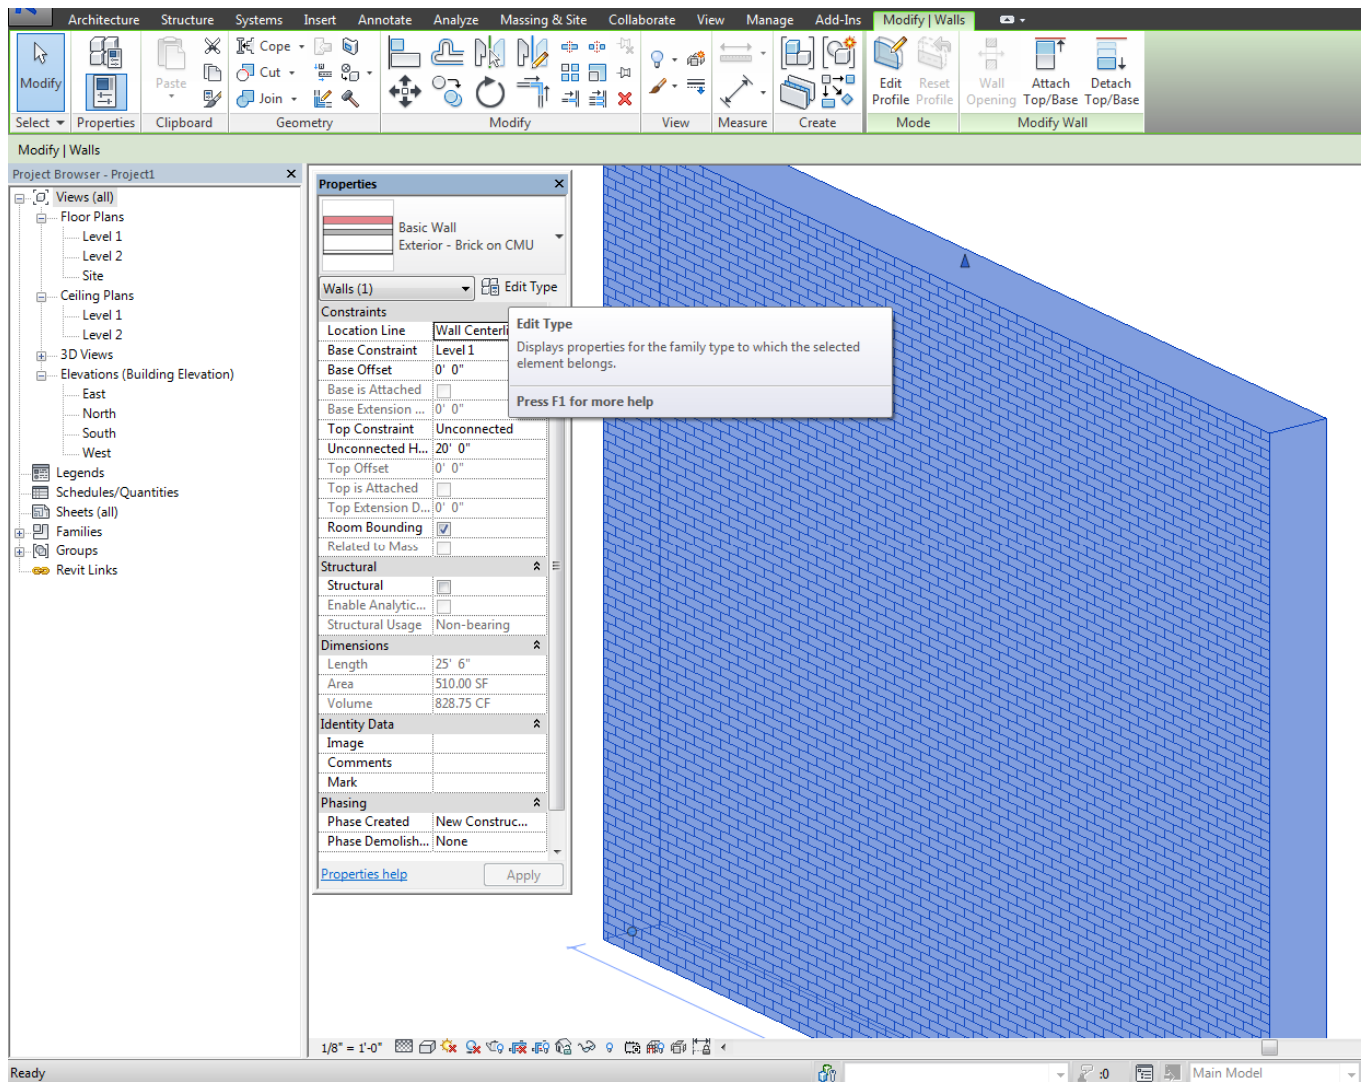 Architecture Structure Systems Insert Annotate Analyze Massing & Site Collaborate View Manage Add-Ins Modify | Walls
Modify
Paste
Cope
Cut
Join
Edit Profile
Reset Profile
Wall Opening
Attach Top/Base
Detach Top/Base
Select Properties Clipboard Geometry Modify View Measure Create Mode Modify Wall
Modify | Walls
Project Browser - Project1
Views (all)
Floor Plans
Level 1
Level 2
Site
Ceiling Plans
Level 1
Level 2
3D Views
Elevations (Building Elevation)
East
North
South
West
Legends
Schedules/Quantities
Sheets (all)
Families
Groups
Revit Links
Properties
Basic Wall
Exterior - Brick on CMU
Walls (1) Edit Type
Constraints
Location Line Wall Centerli
Base Constraint Level 1
Base Offset 0' 0"
Base is Attached
Base Extension ... 0' 0"
Top Constraint Unconnected
Unconnected H... 20' 0"
Top Offset 0' 0"
Top is Attached
Top Extension D... 0' 0"
Room Bounding
Related to Mass
Structural
Structural
Enable Analytic...
Structural Usage Non-bearing
Dimensions
Length 25' 6"
Area 510.00 SF
Volume 828.75 CF
Identity Data
Image
Comments
Mark
Phasing
Phase Created New Construc...
Phase Demolish... None
Properties help Apply
Edit Type
Displays properties for the family type to which the selected
element belongs.
Press F1 for more help
1/8" = 1'-0"
Ready :0 Main Model